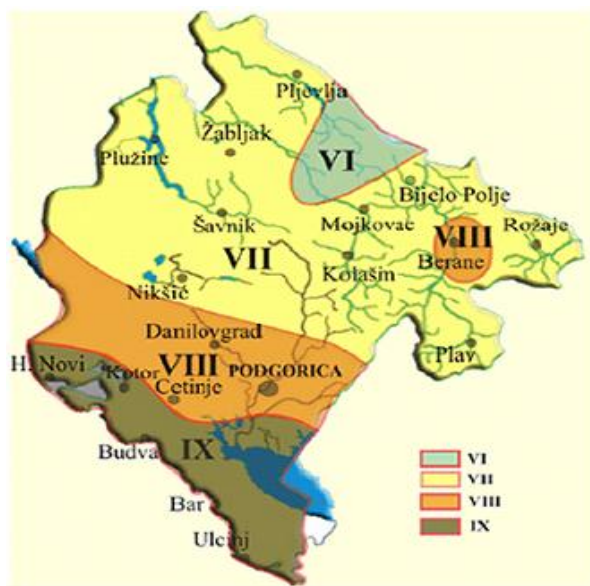 Pljevlja
Žabljak
Plužine
VI
Bijelo Polje
Šavnik
Mojkovac
VIII
Rožaje
Berane
VII
Kolašin
Nikšić
Danilovgrad
Plav
H. Novi
Kotor
VIII
PODGORICA
Cetinje
Budva
IX
Bar
Ulcinj
VI
VII
VIII
IX